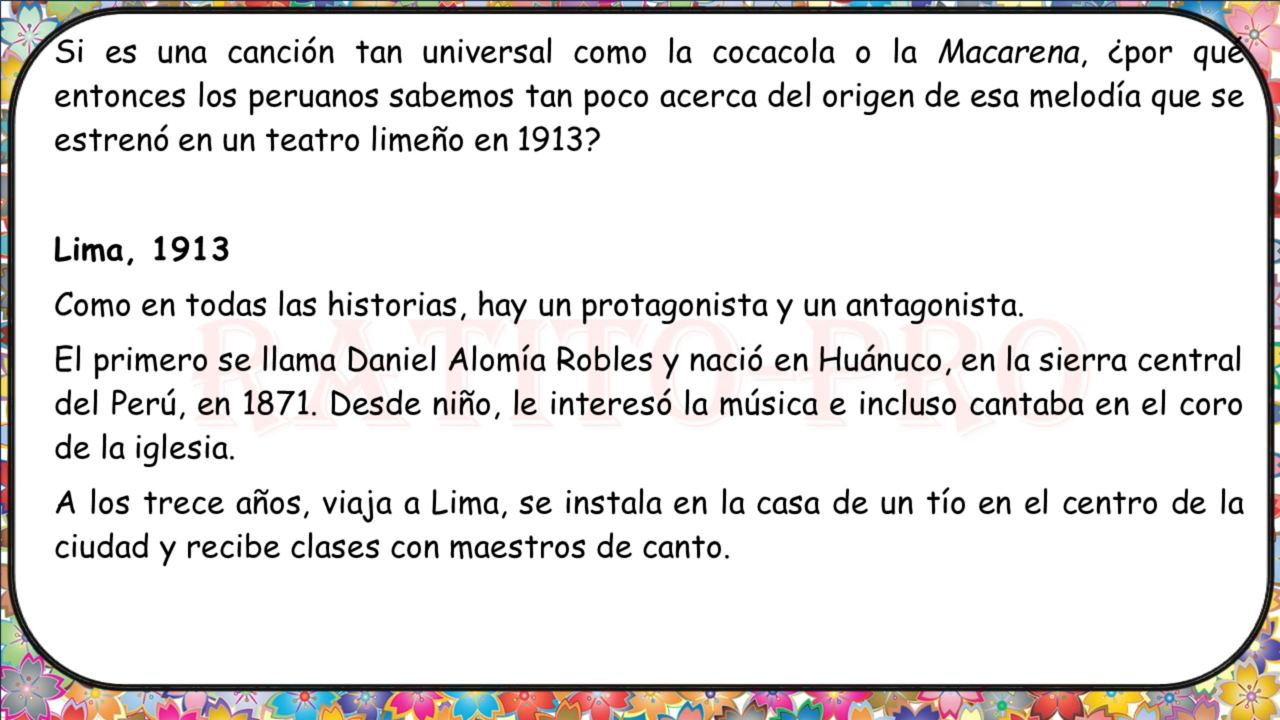 Si es una canción tan universal como la cocacola o la Macarena, ¿por qué
entonces los peruanos sabemos tan poco acerca del origen de esa melodía que se
estrenó en un teatro limeño en 1913?
Lima, 1913
Como en todas las historias, hay un protagonista y un antagonista.
RATITO-PRO
El primero se llama Daniel Alomía Robles y nació en Huánuco, en la sierra central
del Perú, en 1871. Desde niño, le interesó la música e incluso cantaba en el coro
de la iglesia.
A los trece años, viaja a Lima, se instala en la casa de un tío en el centro de la
ciudad y recibe clases con maestros de canto.